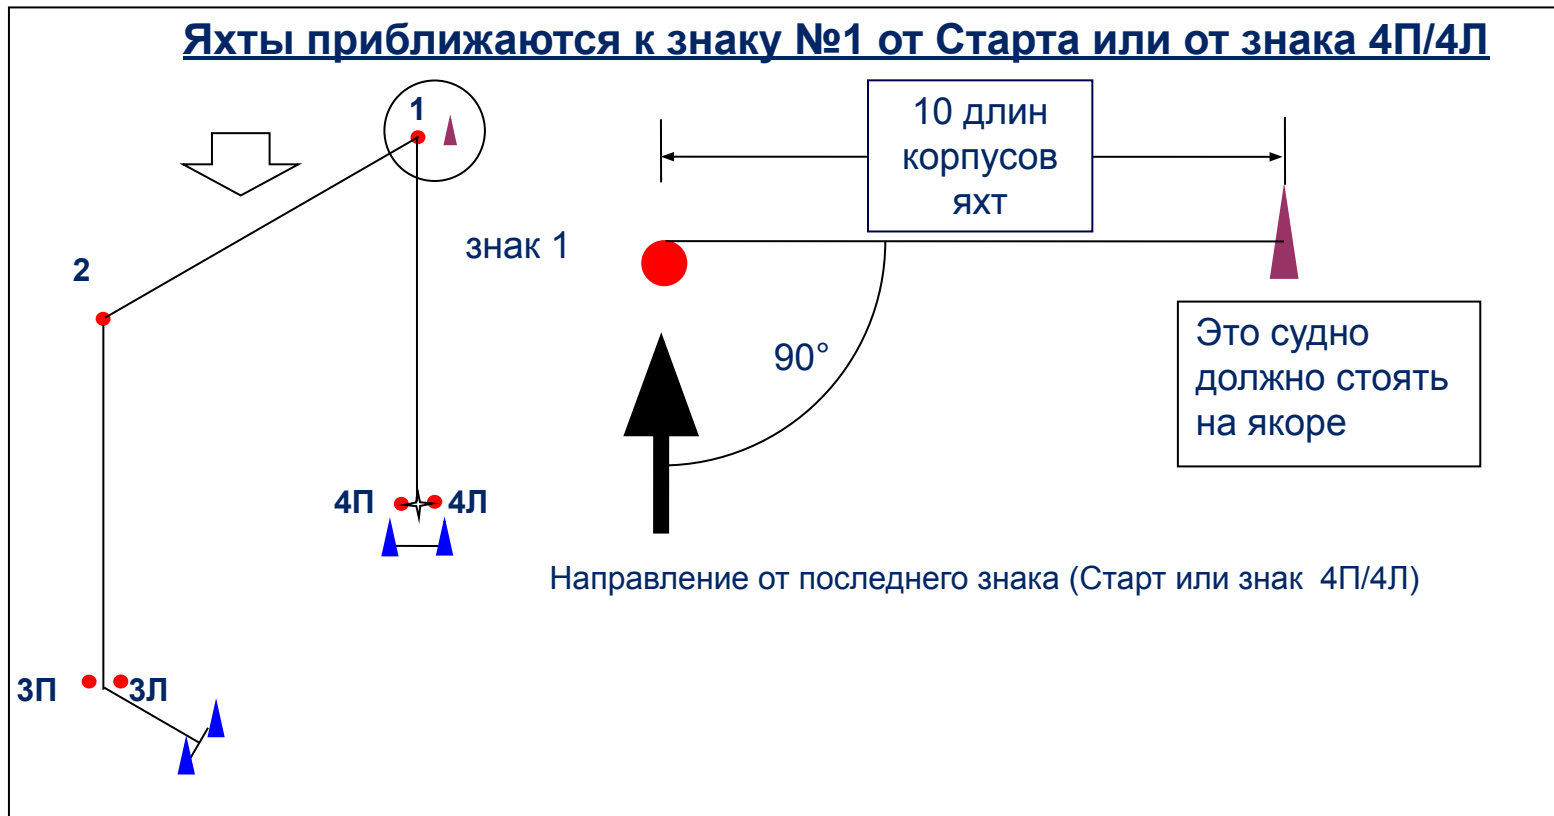 Яхты приближаются к знаку №1 от Старта или от знака 4П/4Л
1
10 длин
корпусов
яхт
знак 1
2
Это судно
должно стоять
на якоре
90°
4П
4Л
Направление от последнего знака (Старт или знак 4П/4Л)
3П
3Л